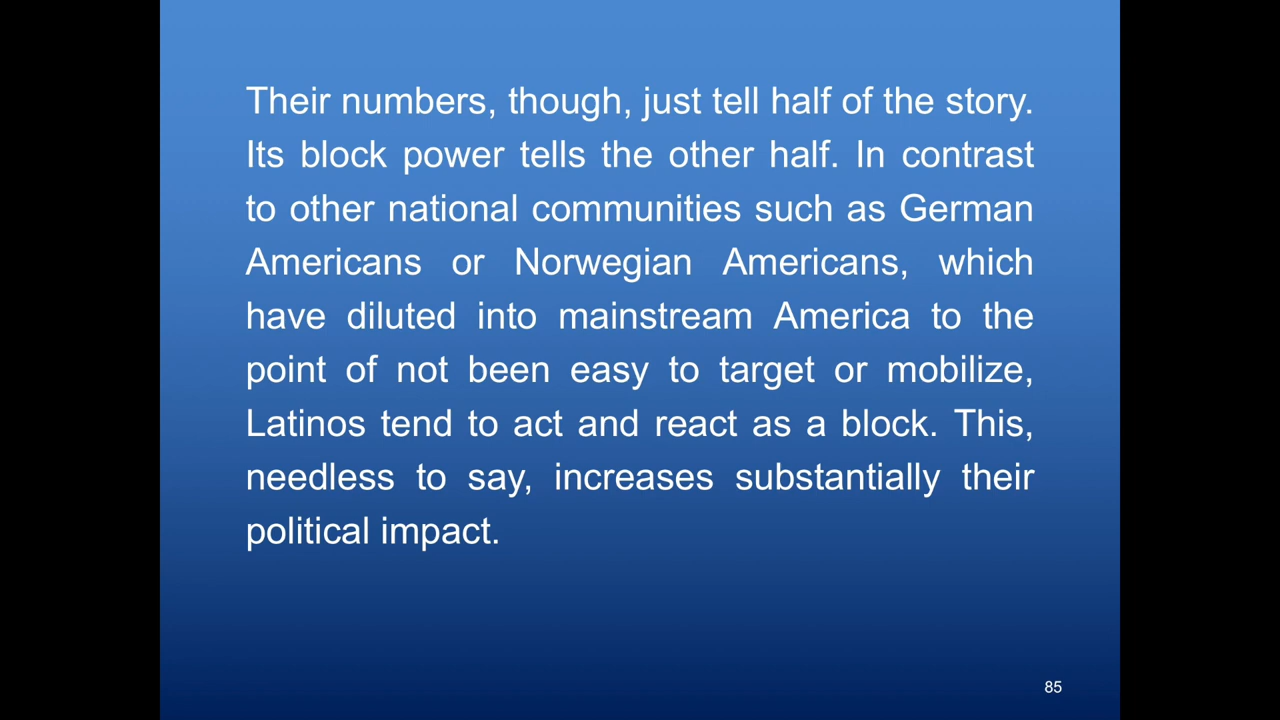 Their numbers, though, just tell half of the story.
Its block power tells the other half. In contrast
to other national communities such as German
Americans or Norwegian Americans, which
have diluted into mainstream America to the
point of not been easy to target or mobilize,
Latinos tend to act and react as a block. This,
needless to say, increases substantially their
political impact.
85